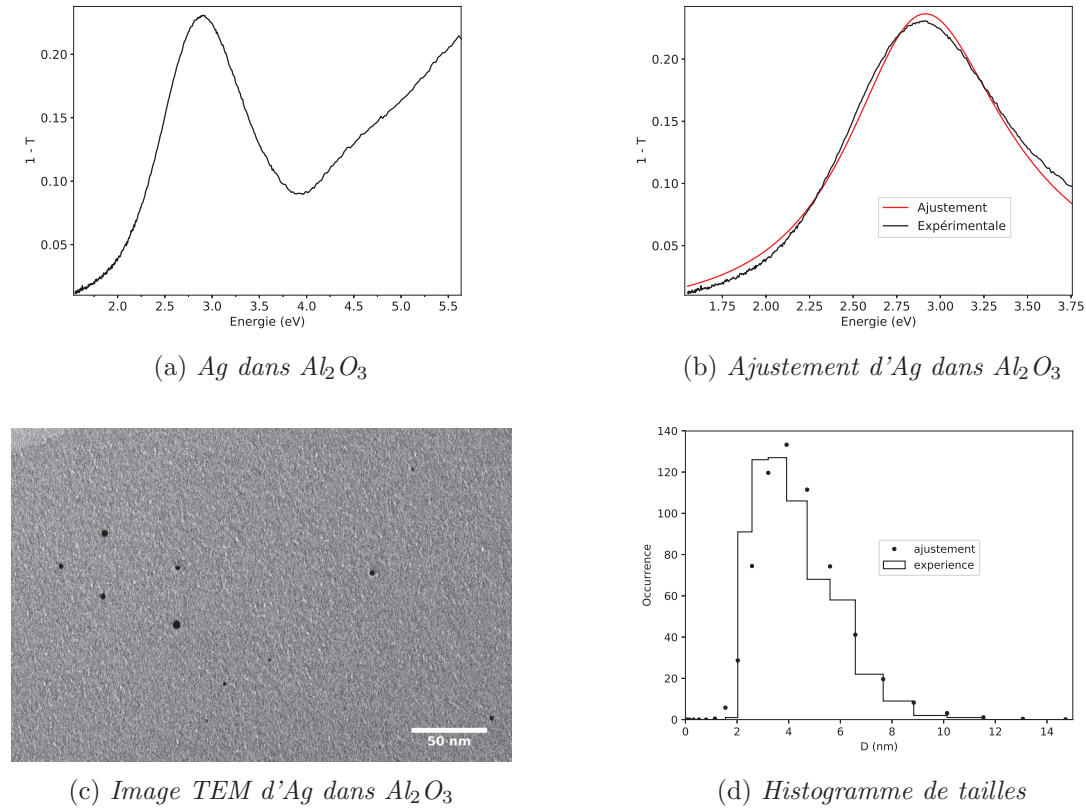 0.20
0.15
0.10
0.05
1 - T
2.0 2.5 3.0 3.5 4.0 4.5 5.0 5.5
Energie (eV)
(a) Ag dans Al2O3
0.20
0.15
0.10
0.05
1 - T
Ajustement
Expérimentale
1.75 2.00 2.25 2.50 2.75 3.00 3.25 3.50 3.75
Energie (eV)
(b) Ajustement d'Ag dans Al2O3
50 nm
(c) Image TEM d'Ag dans Al2O3
140
120
100
80
60
40
20
0
Occurrence
ajustement
experience
0 2 4 6 8 10 12 14
D (nm)
(d) Histogramme de tailles